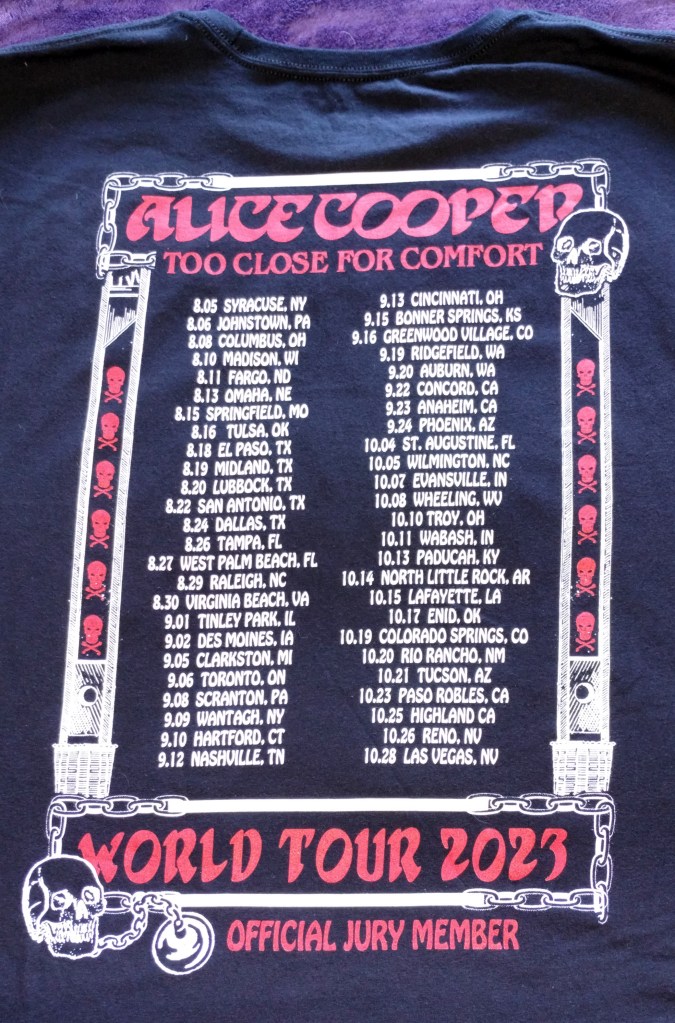 ALICE COOPER
TOO CLOSE FOR COMFORT
8.05 SYRACUSE, NY
8.06 JOHNSTOWN, PA
8.08 COLUMBUS, OH
8.10 MADISON, WI
8.11 FARGO, ND
8.13 OMAHA, NE
8.15 SPRINGFIELD, MO
8.16 TULSA, OK
8.18 EL PASO, TX
8.19 MIDLAND, TX
8.20 LUBBOCK, TX
8.22 SAN ANTONIO, TX
8.24 DALLAS, TX
8.26 TAMPA, FL
8.27 WEST PALM BEACH, FL
8.29 RALEIGH, NC
8.30 VIRGINIA BEACH, VA
9.01 TINLEY PARK, IL
9.02 DES MOINES, IA
9.05 CLARKSTON, MI
9.06 TORONTO, ON
9.08 SCRANTON, PA
9.09 WANTAGH, NY
9.10 HARTFORD, CT
9.12 NASHVILLE, TN
9.13 CINCINNATI, OH
9.15 BONNER SPRINGS, KS
9.16 GREENWOOD VILLAGE, CO
9.19 RIDGEFIELD, WA
9.20 AUBURN, WA
9.22 CONCORD, CA
9.23 ANAHEIM, CA
9.24 PHOENIX, AZ
10.04 ST. AUGUSTINE, FL
10.05 WILMINGTON, NC
10.07 EVANSVILLE, IN
10.08 WHEELING, WV
10.10 TROY, OH
10.11 WABASH, IN
10.13 PADUCAH, KY
10.14 NORTH LITTLE ROCK, AR
10.15 LAFAYETTE, LA
10.17 ENID, OK
10.19 COLORADO SPRINGS, CO
10.20 RIO RANCHO, NM
10.21 TUCSON, AZ
10.23 PASO ROBLES, CA
10.25 HIGHLAND CA
10.26 RENO, NV
10.28 LAS VEGAS, NV
WORLD TOUR 2023
OFFICIAL JURY MEMBER